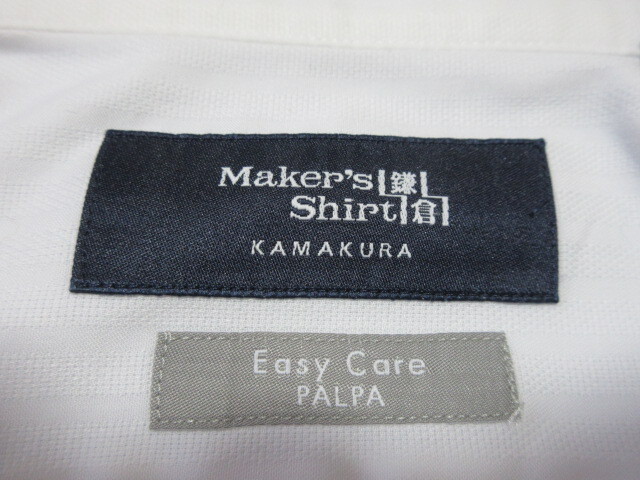 Maker's 鎌
Shirt 倉
KAMAKURA
Easy Care
PALPA